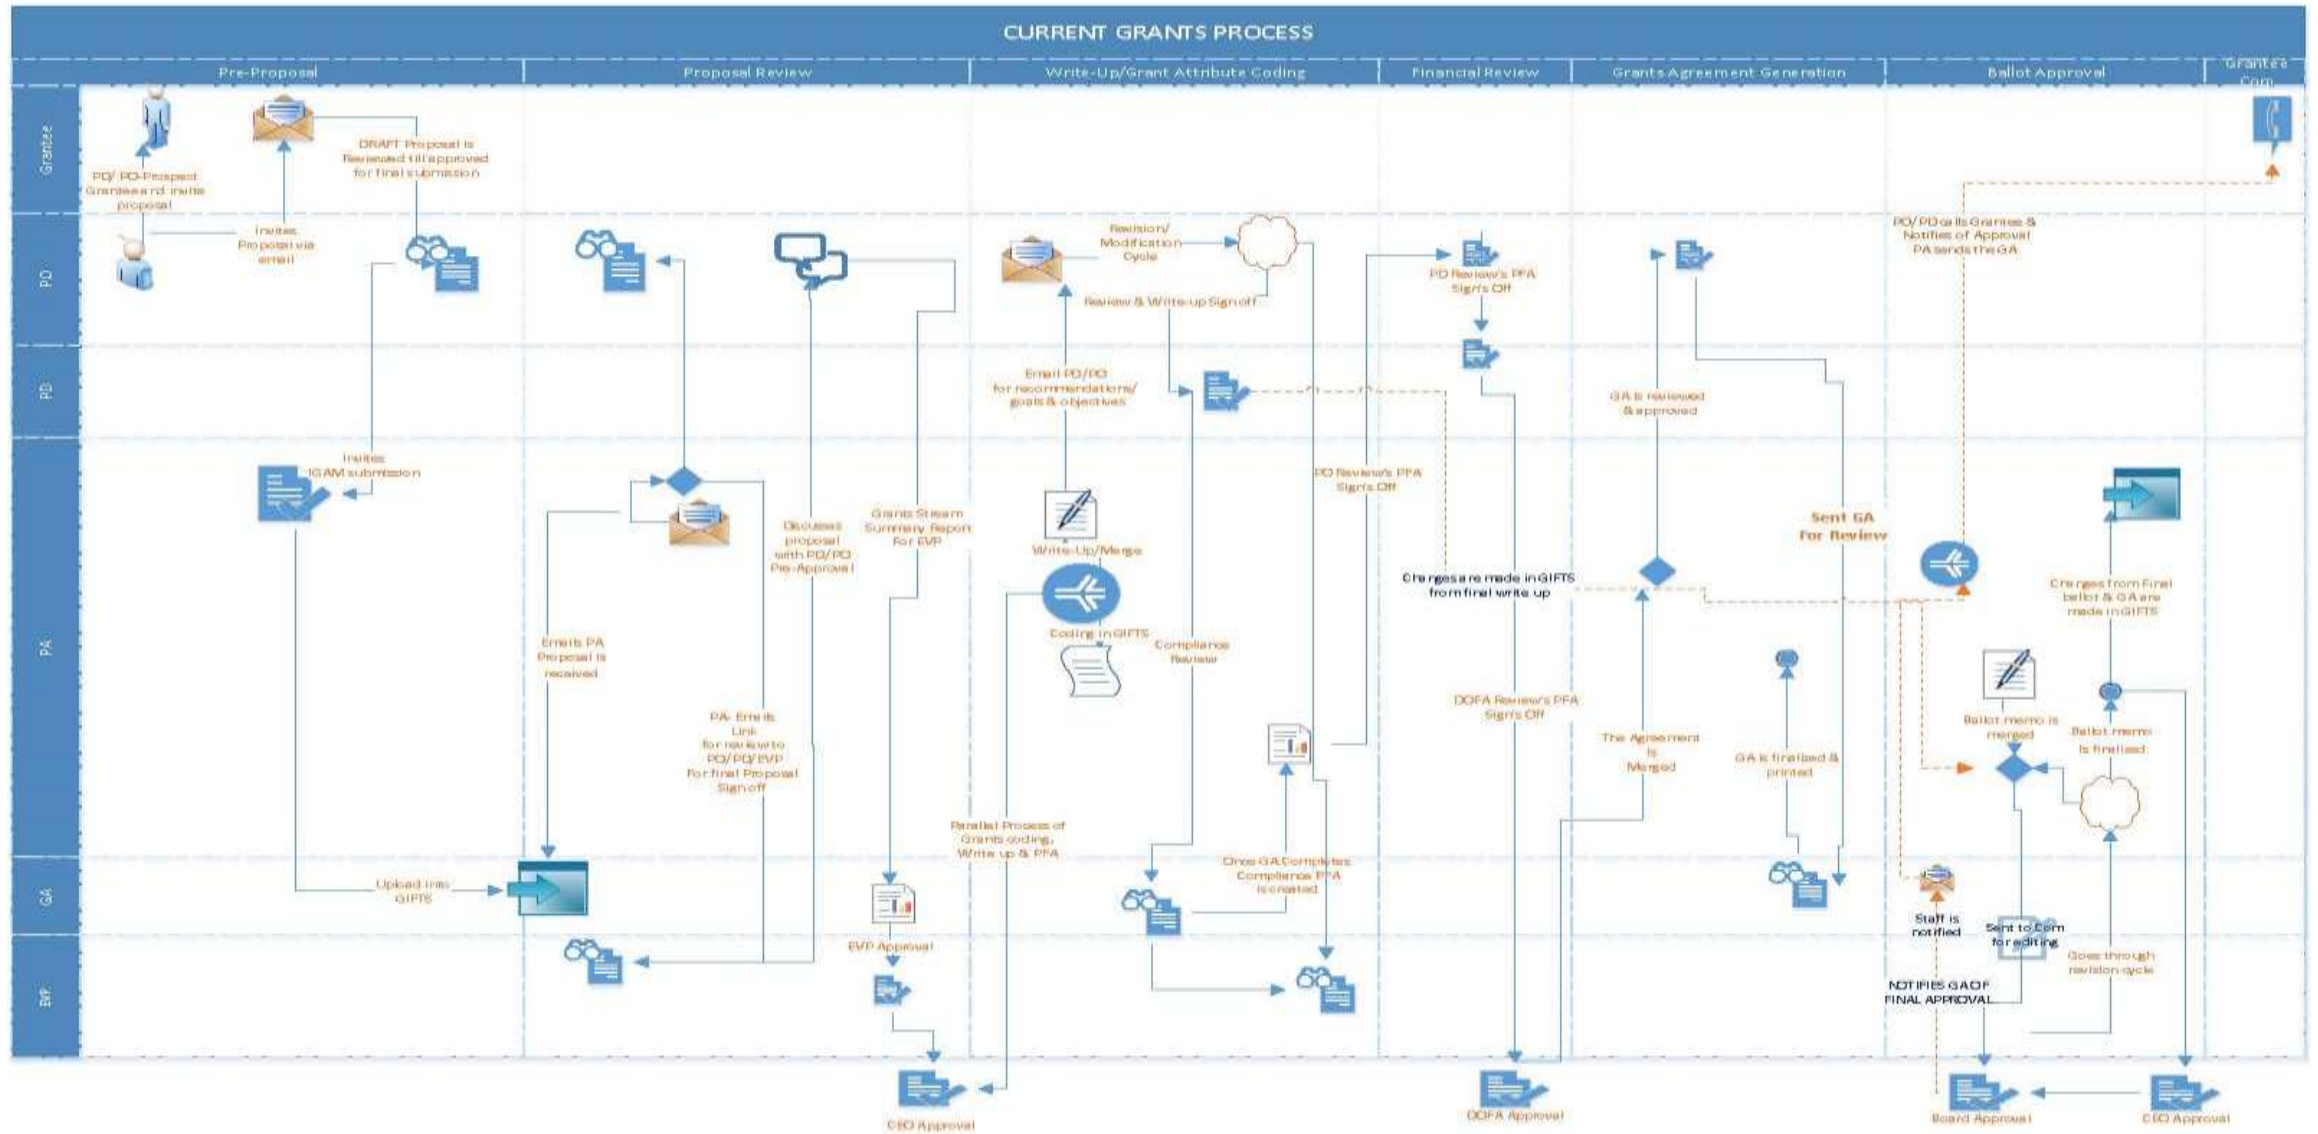 CURRENT GRANTS PROCESS
Pre-Proposal
Proposal Review
Write-Up/Grant Attribute Coding
Financial Review
Grants Agreement Generation
Ballot Approval
Grantee
Com
Grantee
PO
PD
PA
GA
EVP
PD/ PO-Prospect
Grantee and invite
proposal
Invites
Proposal via
email
DRAFT Proposal is
Reviewed till approved
for final submission
Invites
IGAM submission
Upload into
GIFTS
Emails PA
Proposal is
received
PA- Emails
Link
for review to
PO/PD/EVP
For final Proposal
Sign off
Discusses
proposal
with PD/PO
Pre-Approval
Grants Stream
Summary Report
For EVP
EVP Approval
CEO Approval
Revision/
Modification
Cycle
Review & Write-up Sign off
Email PD/PO
for recommendations/
goals & objectives
Write-Up/Merge
Coding in GIFTS
Compliance
Review
Parallel Process of
Grants coding,
Write up & PFA
Once GA Completes
Compliance PFA
is created
PO Review's PFA
Sign's Off
PD Review's PFA
Sign's Off
Changes are made in GIFTS
from final write up
DOFA Review's PFA
Sign's Off
DOFA Approval
GA is reviewed
& approved
The Agreement
is
Merged
Sent GA
For Review
GA is finalized &
printed
PO/PD calls Grantee &
Notifies of Approval
PA sends the GA
Changes from Final
ballot & GA are
made in GIFTS
Ballot memo is
merged
Ballot memo
is finalized
Staff is
notified
Sent to Com
for editing
Goes through
revision cycle
NOTIFIES GA OF
FINAL APPROVAL
Board Approval
CEO Approval